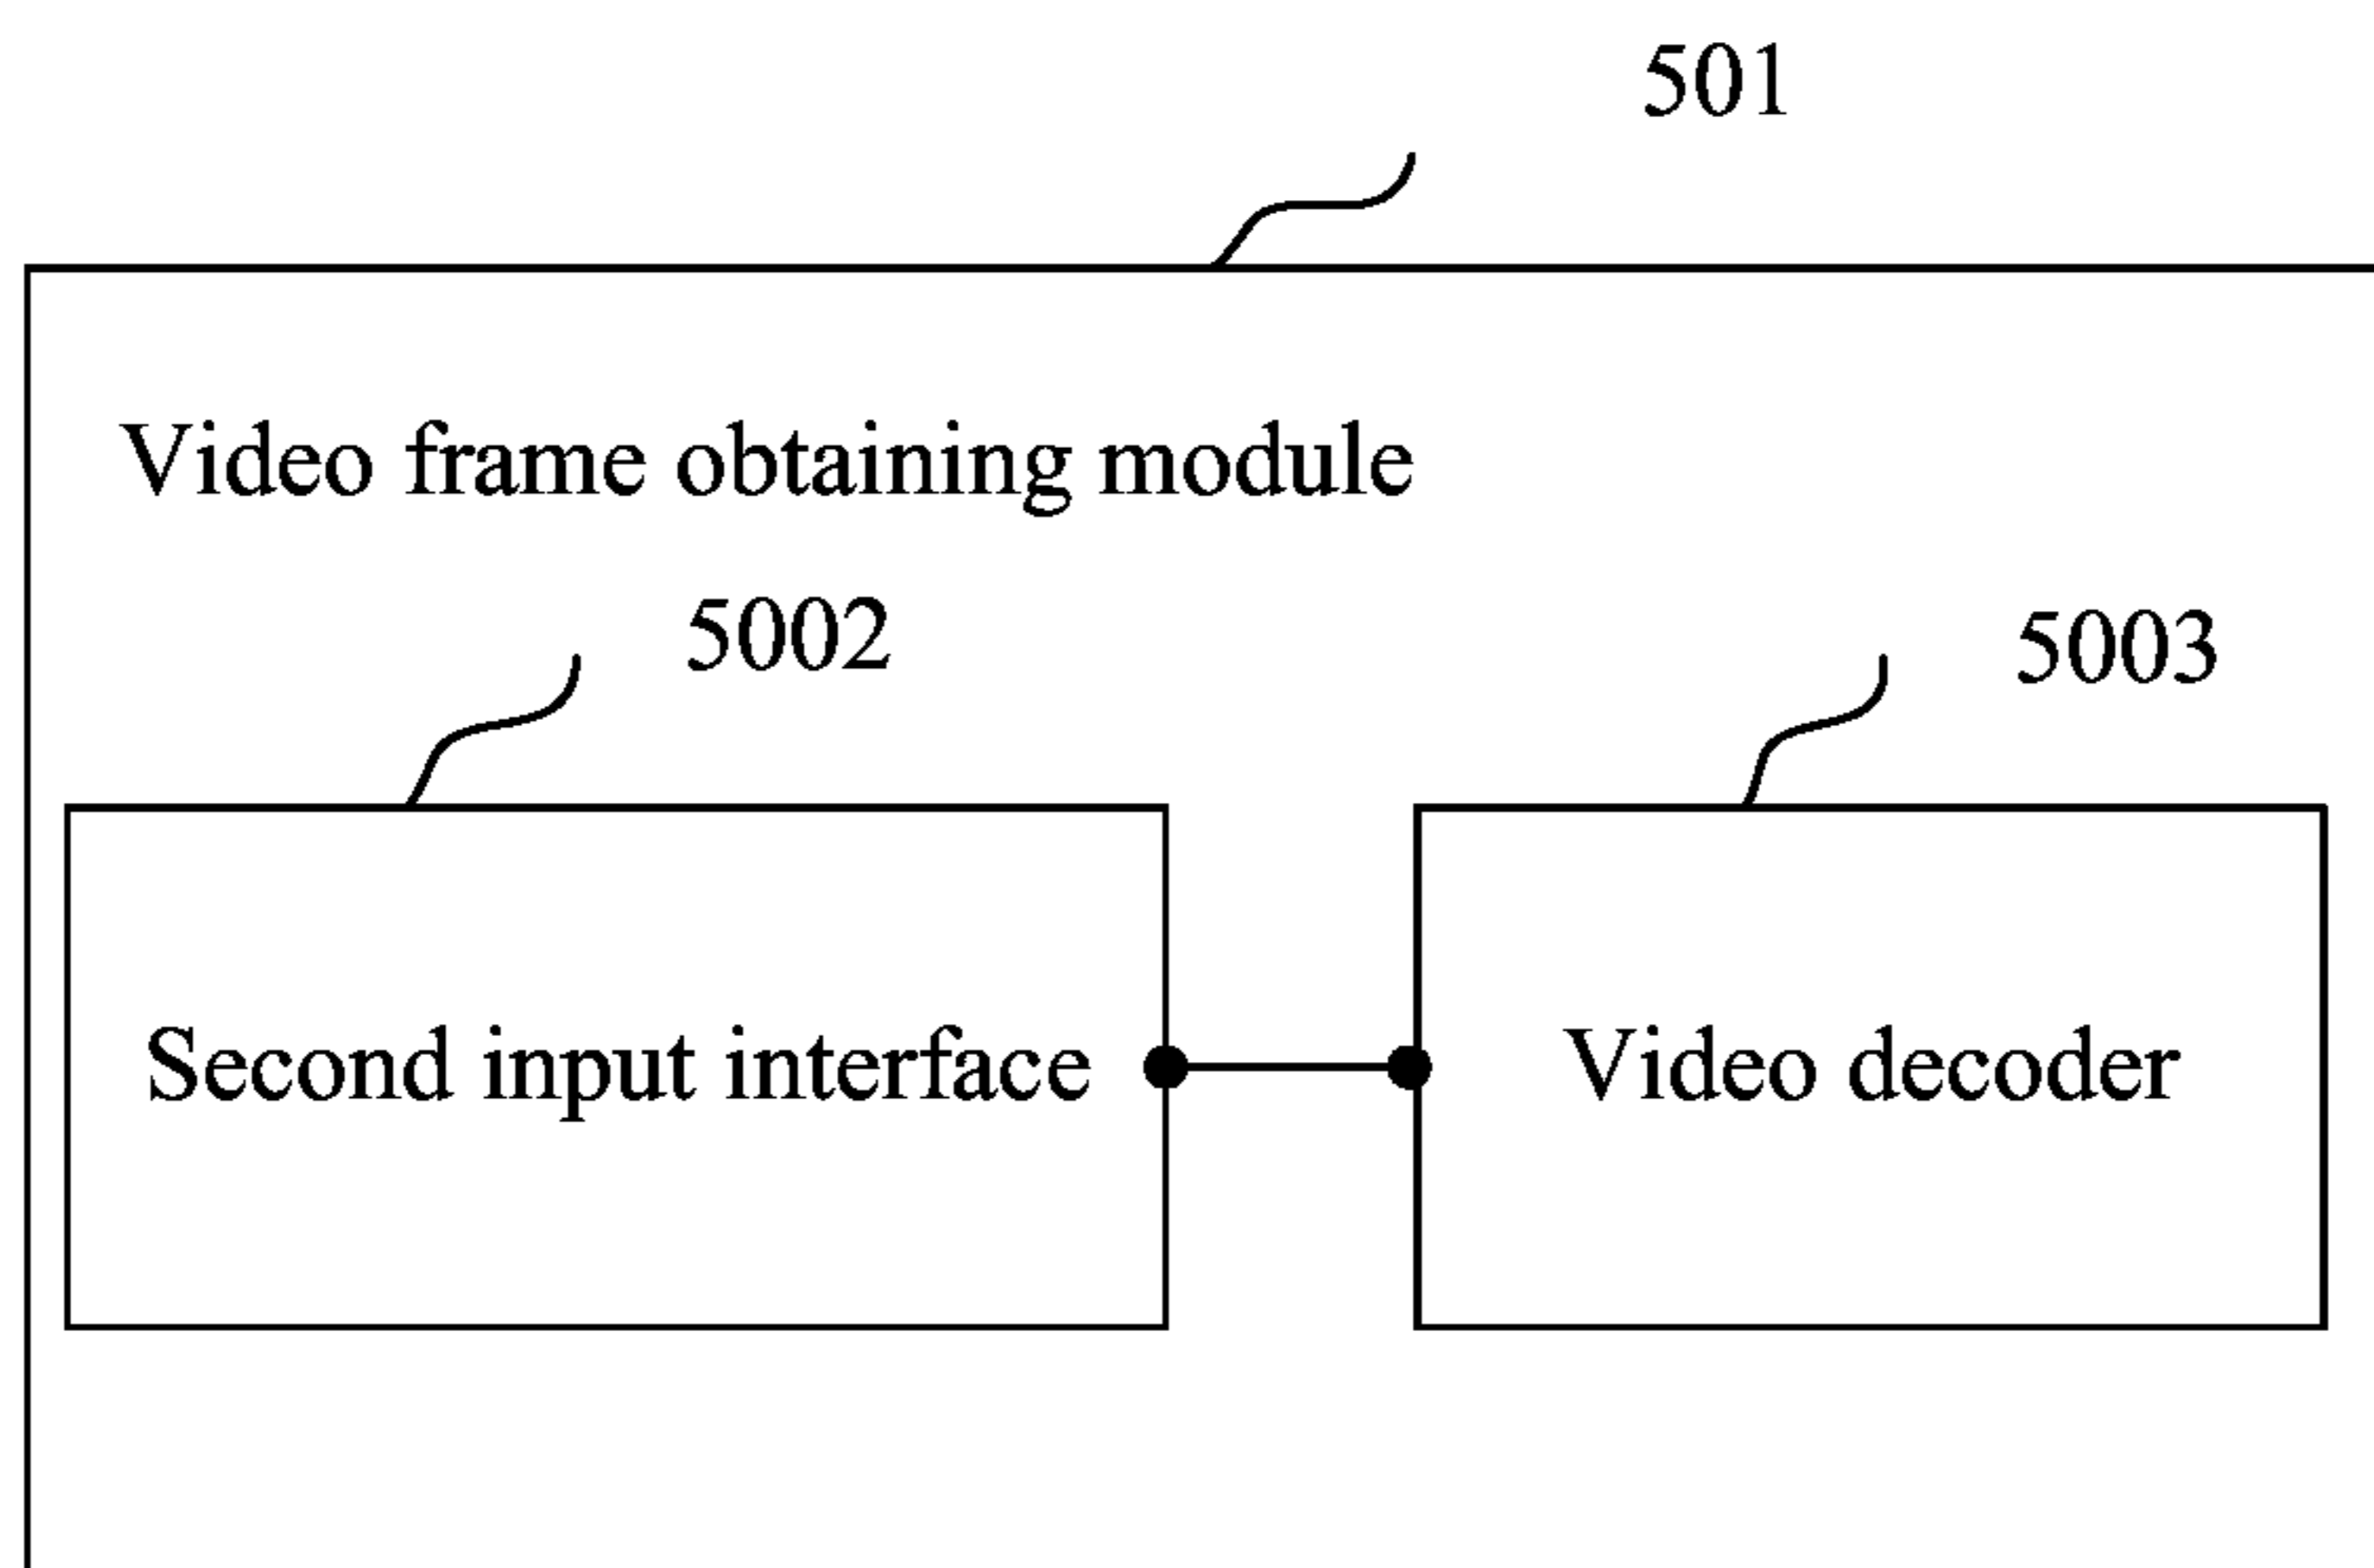 501
Video frame obtaining module
5002
5003
Second input interface
Video decoder